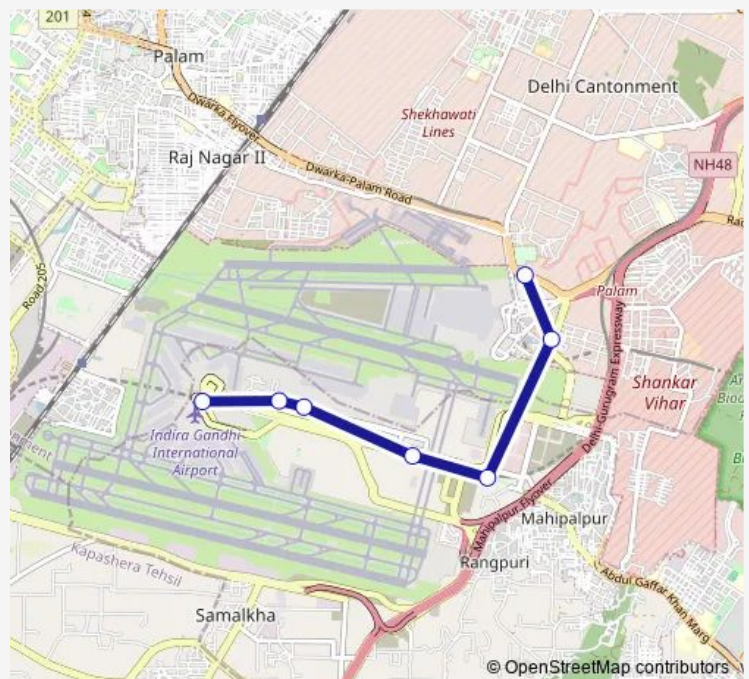 201
Palam
Delhi Cantonment
Dwarka Flyover
Shekhawati
Lines
Raj Nagar II
NH48
Dwarka-Palam Road
Road 205
Palam
Delhi-Gurugram Expressway
Shankar
Vihar
Indira Gandhi
International
Airport
Mahipalpur Flyover
Mahipalpur
Kapashera Tehsil
Rangpuri
Abdul Gaffar Khan Marg
Samalkha
© OpenStreetMap contributors